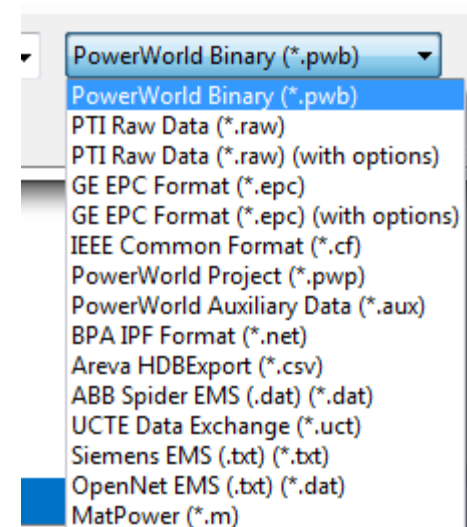 PowerWorld Binary (*.pwb)
PowerWorld Binary (*.pwb)
PTI Raw Data (*.raw)
PTI Raw Data (*.raw) (with options)
GE EPC Format (*.epc)
GE EPC Format (*.epc) (with options)
IEEE Common Format (*.cf)
PowerWorld Project (*.pwp)
PowerWorld Auxiliary Data (*.aux)
BPA IPF Format (*.net)
Areva HDBExport (*.csv)
ABB Spider EMS (.dat) (*.dat)
UCTE Data Exchange (*.uct)
Siemens EMS (.txt) (*.txt)
OpenNet EMS (.txt) (*.dat)
MatPower (*.m)